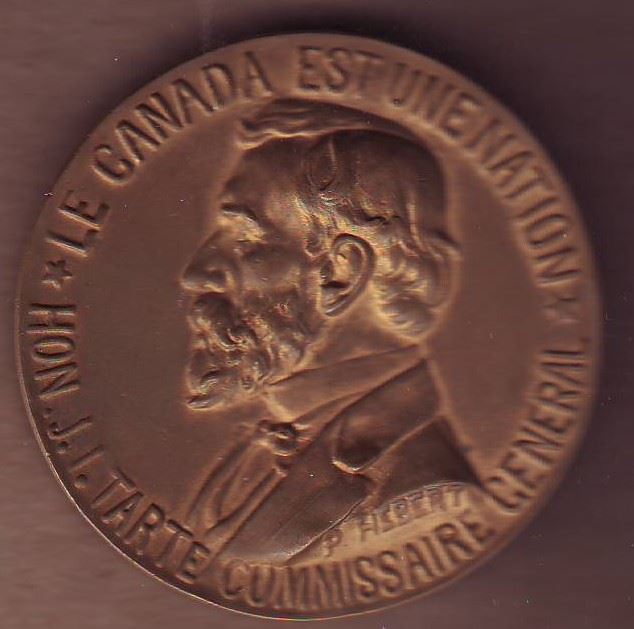 ★ LE CANADA EST UNE NATION ★
HON. J. I. TARTE COMMISSAIRE GENERAL
P. HEBERT